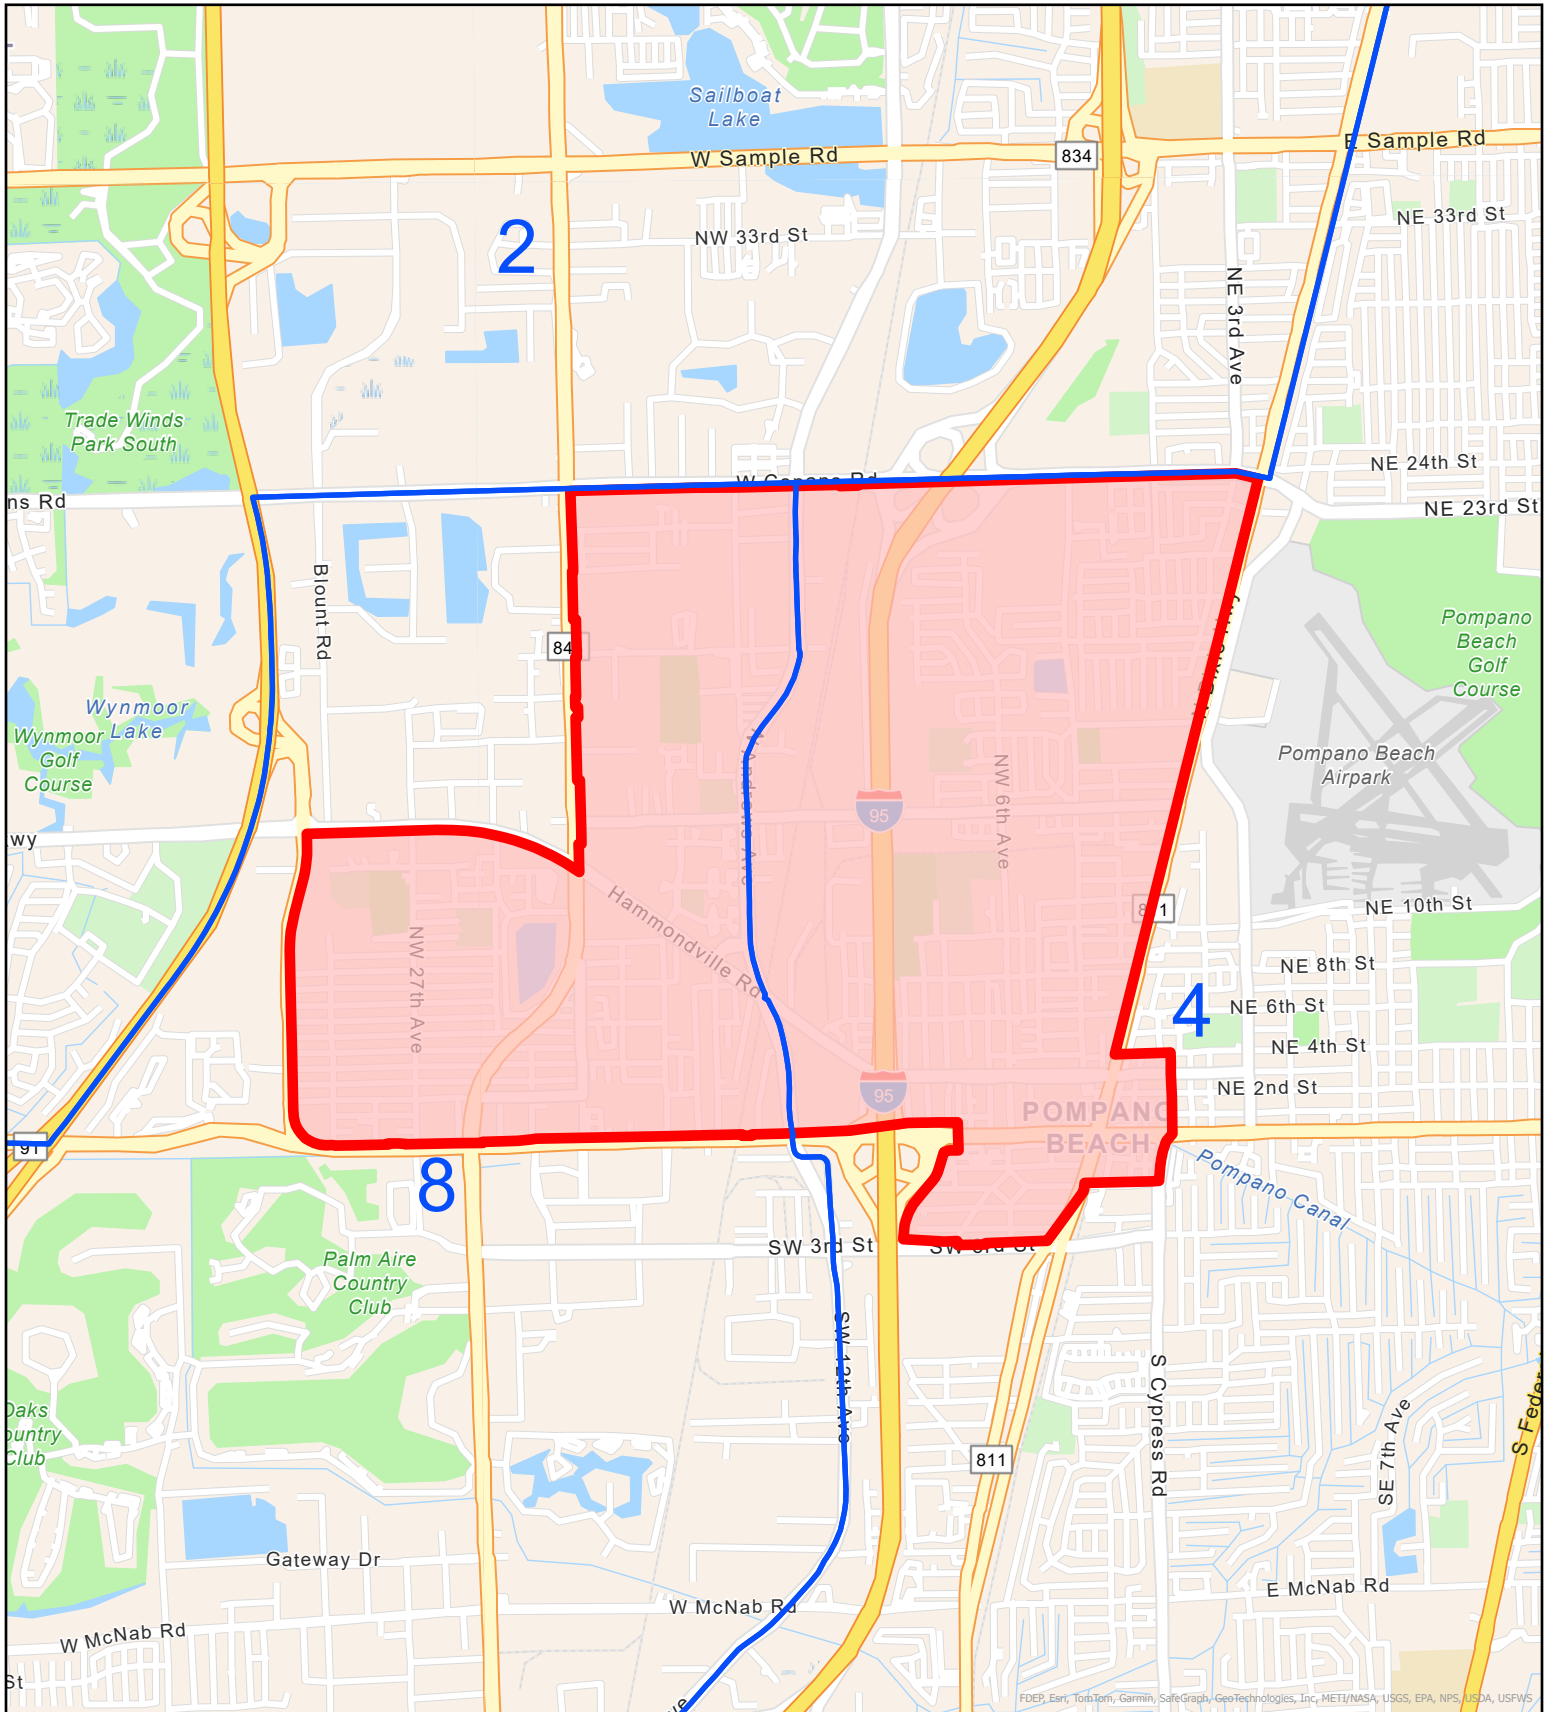 Sailboat
Lake
E Sample Rd
W Sample Rd
834
NE 33rd St
2
NW 33rd St
NE 3rd Ave
Trade Winds
Park South
NE 24th St
ns Rd
NE 23rd St
Blount Rd
Pompano
Beach
Golf
Course
Wynmoor
Lake
Wynmoor
Golf
Course
Pompano Beach
Airpark
W Andrews Ave
NW 6th Ave
95
wy
Hammondville Rd
NE 10th St
NW 27th Ave
NE 8th St
4
NE 6th St
NE 4th St
95
NE 2nd St
POMPANO
BEACH
91
8
Pompano Canal
SW 3rd St
SW 3rd St
Palm Aire
Country
Club
SW 12th Ave
S Cypress Rd
SE 7th Ave
Oaks
ountry
Club
811
Gateway Dr
E McNab Rd
W McNab Rd
W McNab Rd
St
FDEP, Esri, TomTom, Garmin, SafeGraph, GeoTechnologies, Inc, METI/NASA, USGS, EPA, NPS, USDA, USFWS